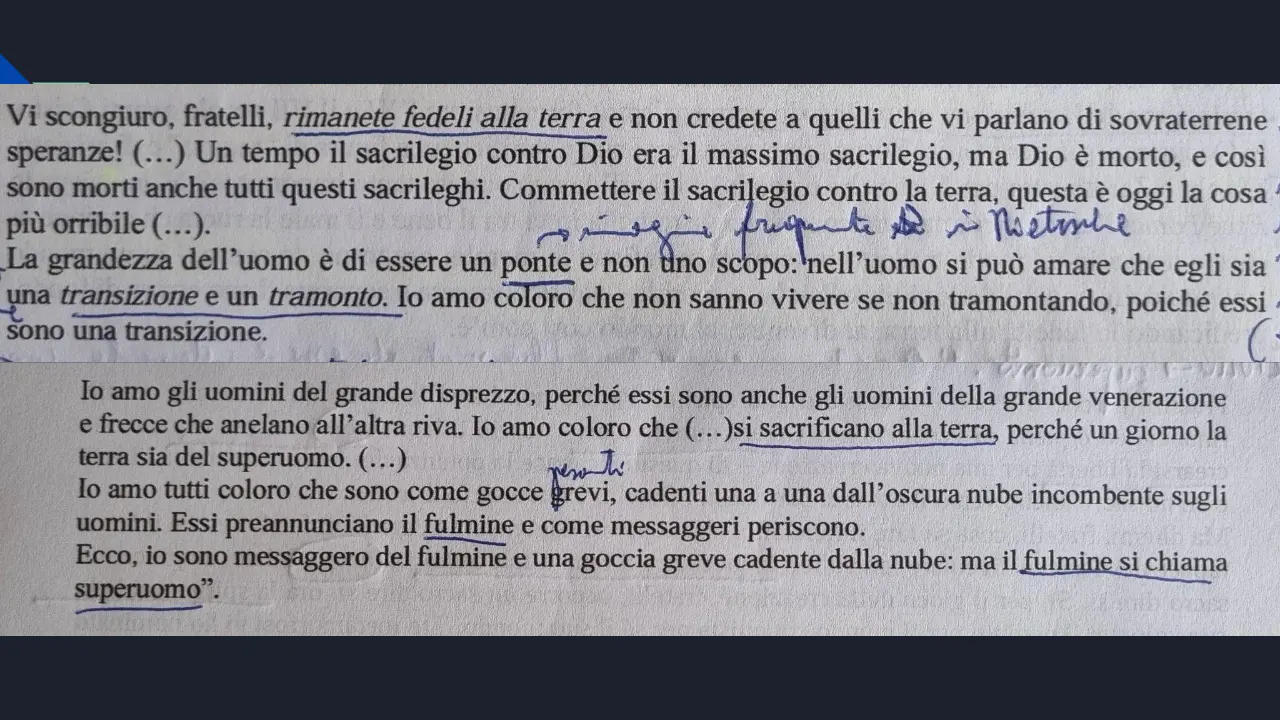 Vi scongiuro, fratelli, rimanete fedeli alla terra e non credete a quelli che vi parlano di sovraterrene
speranze! (…) Un tempo il sacrilegio contro Dio era il massimo sacrilegio, ma Dio è morto, e così
sono morti anche tutti questi sacrileghi. Commettere il sacrilegio contro la terra, questa è oggi la cosa
più orribile (…).
→ imagine frequente in Nietzsche
La grandezza dell'uomo è di essere un ponte e non uno scopo: nell'uomo si può amare che egli sia
una transizione e un tramonto. Io amo coloro che non sanno vivere se non tramontando, poiché essi
sono una transizione.
Io amo gli uomini del grande disprezzo, perché essi sono anche gli uomini della grande venerazione
e frecce che anelano all'altra riva. Io amo coloro che (…)si sacrificano alla terra, perché un giorno la
terra sia del superuomo. (…)
pesanti
Io amo tutti coloro che sono come gocce grevi, cadenti una a una dall'oscura nube incombente sugli
uomini. Essi preannunciano il fulmine e come messaggeri periscono.
Ecco, io sono messaggero del fulmine e una goccia greve cadente dalla nube: ma il fulmine si chiama
superuomo”.